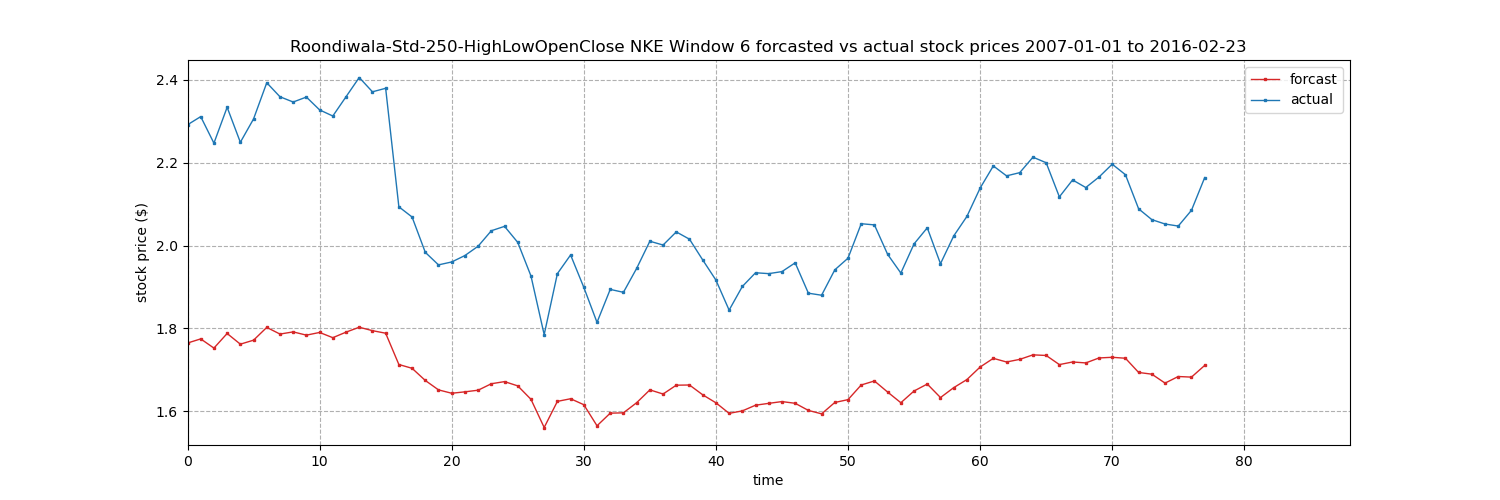 Roondiwala-Std-250-HighLowOpenClose NKE Window 6 forcasted vs actual stock prices 2007-01-01 to 2016-02-23
forcast
actual
stock price ($)
2.4
2.2
2.0
1.8
1.6
0 10 20 30 40 50 60 70 80
time